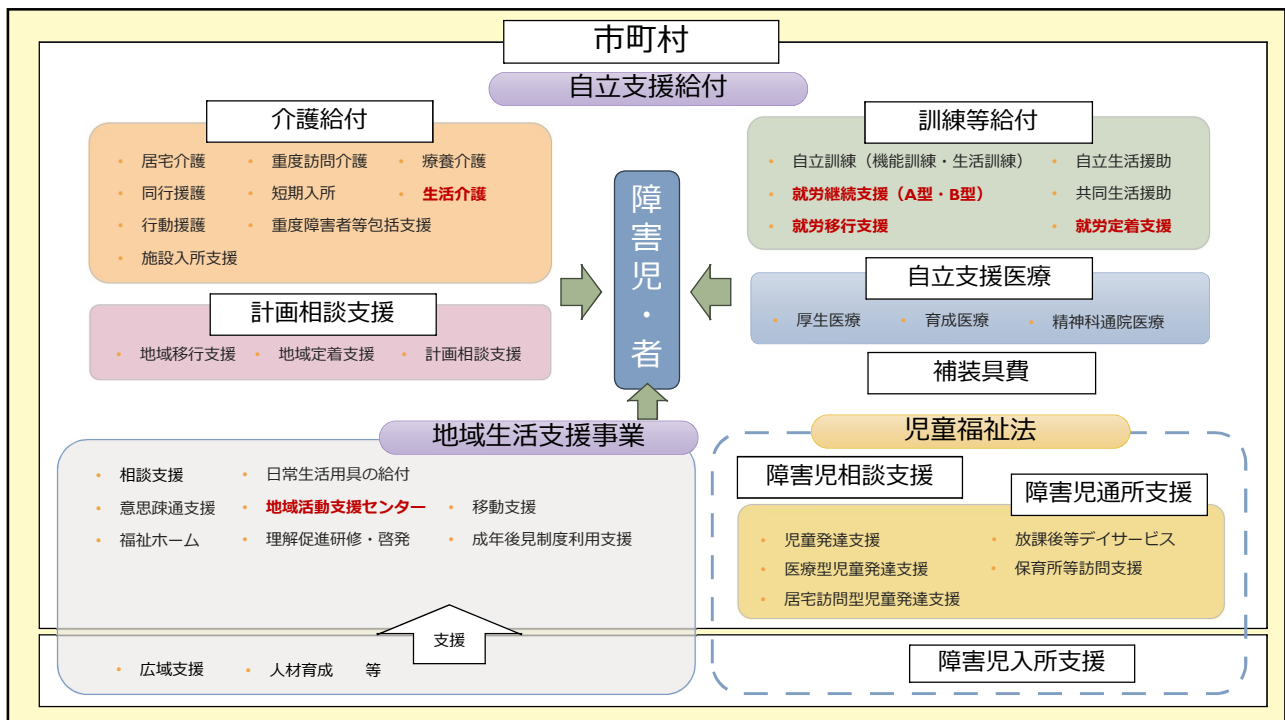 市町村
自立支援給付
介護給付
居宅介護
重度訪問介護
療養介護
同行援護
短期入所
生活介護
行動援護
重度障害者等包括支援
施設入所支援
訓練等給付
自立訓練（機能訓練・生活訓練）
自立生活援助
就労継続支援（A型・B型）
共同生活援助
就労移行支援
就労定着支援
障害児・者
計画相談支援
地域移行支援
地域定着支援
計画相談支援
自立支援医療
厚生医療
育成医療
精神科通院医療
補装具費
地域生活支援事業
相談支援
日常生活用具の給付
意思疎通支援
地域活動支援センター
移動支援
福祉ホーム
理解促進研修・啓発
成年後見制度利用支援
支援
広域支援
人材育成　等
児童福祉法
障害児相談支援
障害児通所支援
児童発達支援
放課後等デイサービス
医療型児童発達支援
保育所等訪問支援
居宅訪問型児童発達支援
障害児入所支援